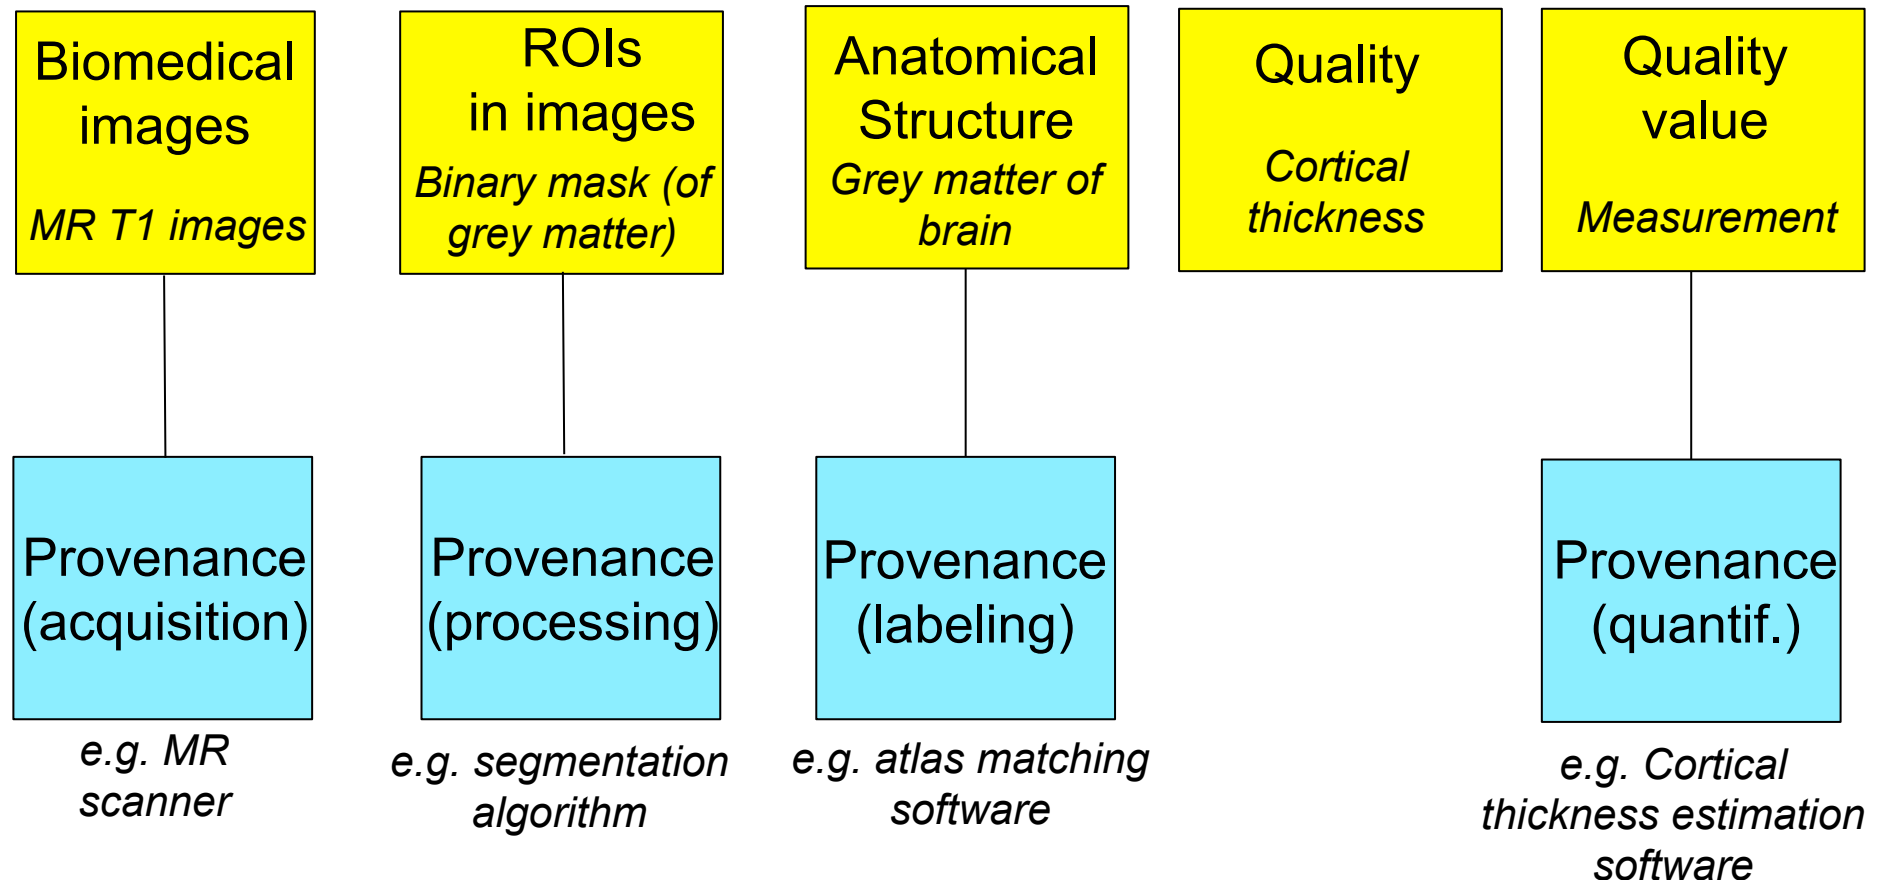 Biomedical
images
MR T1 images
ROIs
in images
Binary mask (of
grey matter)
Anatomical
Structure
Grey matter of
brain
Quality
Cortical
thickness
Quality
value
Measurement
Provenance
(acquisition)
e.g. MR
scanner
Provenance
(processing)
e.g. segmentation
algorithm
Provenance
(labeling)
e.g. atlas matching
software
Provenance
(quantif.)
e.g. Cortical
thickness estimation
software